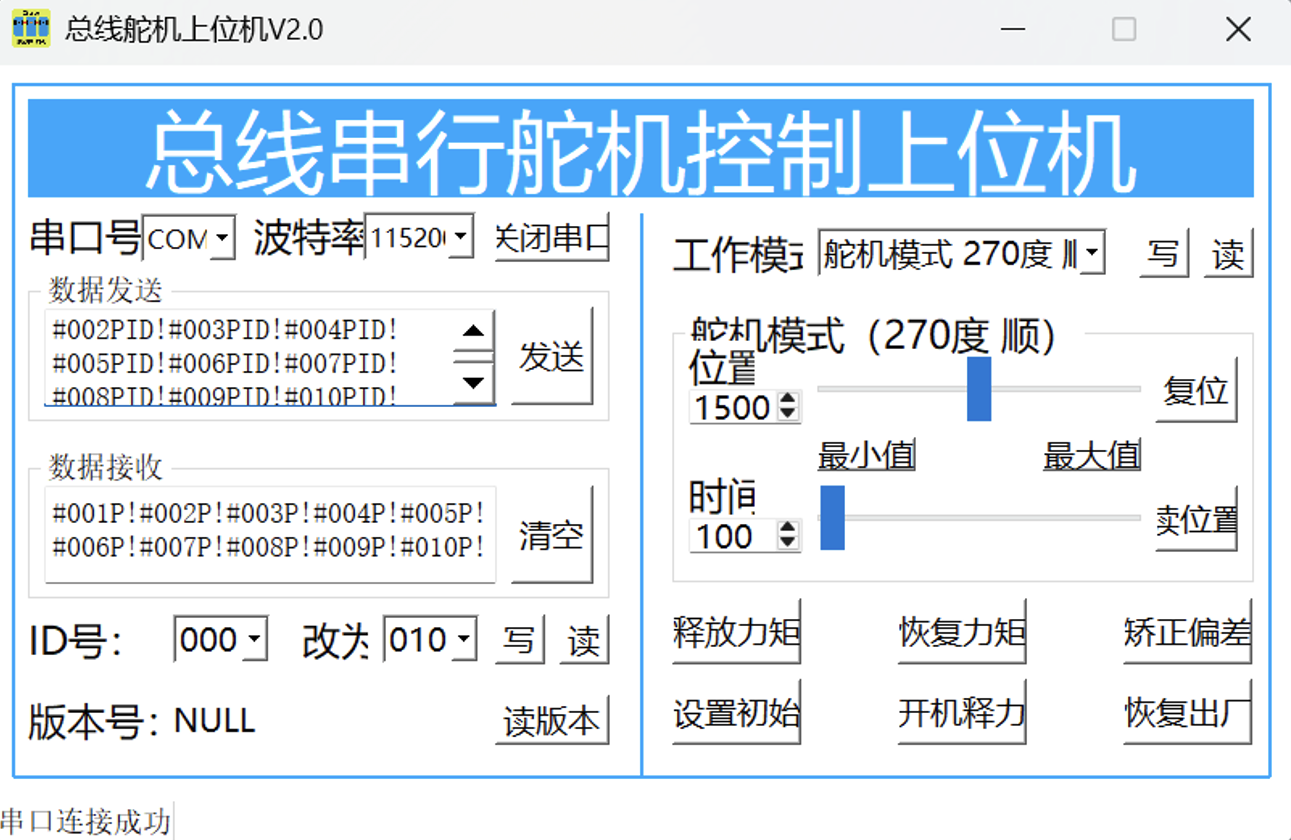 总线舵机上位机V2.0
总线串行舵机控制上位机
串口号 COM 波特率 11520 关闭串口
数据发送
#002PID!#003PID!#004PID!
#005PID!#006PID!#007PID!
#008PID!#009PID!#010PID!
发送
数据接收
#001P!#002P!#003P!#004P!#005P!
#006P!#007P!#008P!#009P!#010P!
清空
ID号： 000 改为 010 写 读
版本号：NULL 读版本
工作模式 舵机模式 270度 顺 写 读
舵机模式（270度 顺）
位置
1500
复位
最小值 最大值
时间
100
读位置
释放力矩 恢复力矩 矫正偏差
设置初始 开机释力 恢复出厂
串口连接成功